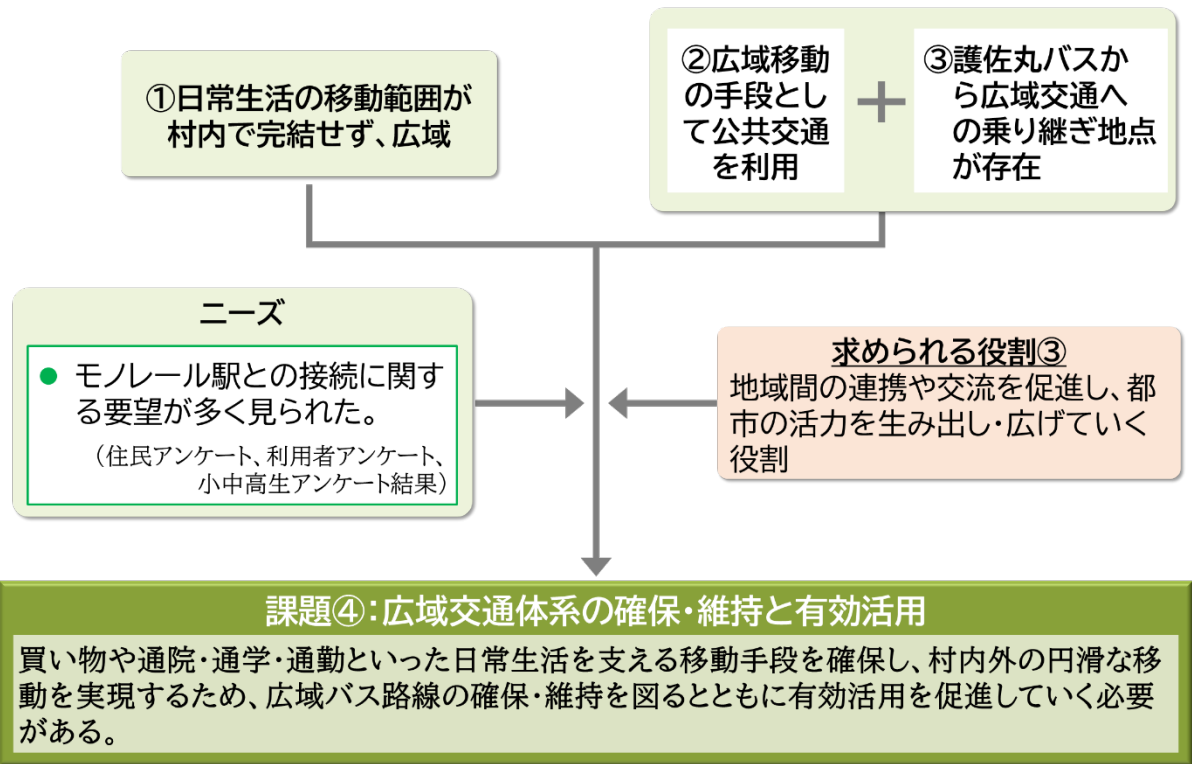 ①日常生活の移動範囲が
村内で完結せず、広域
②広域移動
の手段とし
て公共交通
を利用
＋
③護佐丸バスか
ら広域交通へ
の乗り継ぎ地点
が存在
ニーズ
● モノレール駅との接続に関す
る要望が多く見られた。
（住民アンケート、利用者アンケート、
小中高生アンケート結果）
求められる役割③
地域間の連携や交流を促進し、都
市の活力を生み出し・広げていく
役割
課題④：広域交通体系の確保・維持と有効活用
買い物や通院・通学・通勤といった日常生活を支える移動手段を確保し、村内外の円滑な移
動を実現するため、広域バス路線の確保・維持を図るとともに有効活用を促進していく必要
がある。